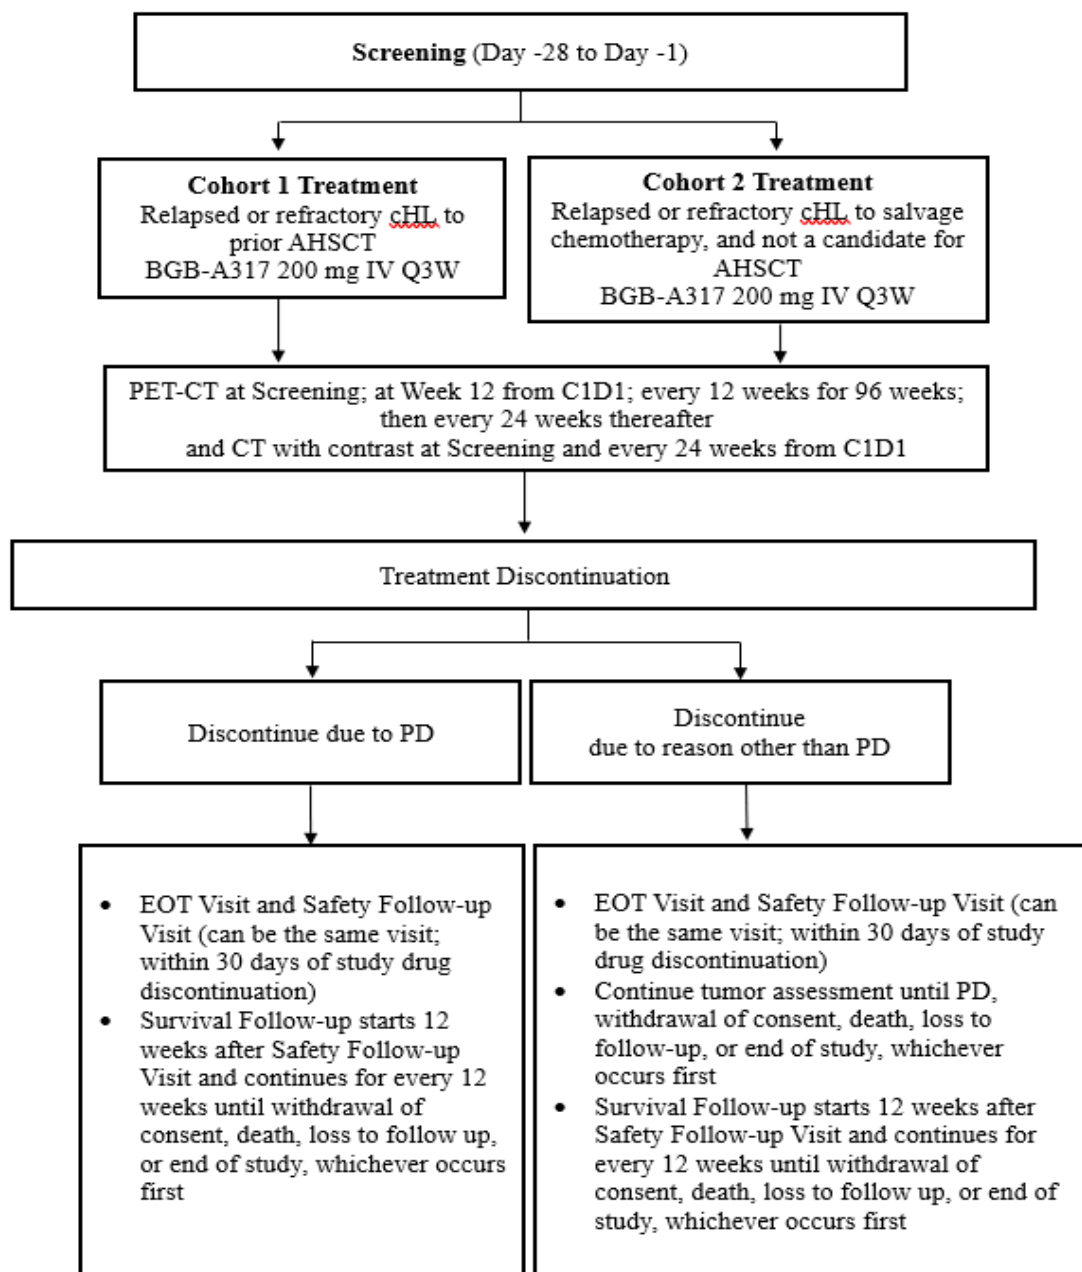 Screening (Day -28 to Day -1)
Cohort 1 Treatment
Relapsed or refractory cHL to
prior AHSCT
BGB-A317 200 mg IV Q3W
Cohort 2 Treatment
Relapsed or refractory cHL to salvage
chemotherapy, and not a candidate for
AHSCT
BGB-A317 200 mg IV Q3W
PET-CT at Screening; at Week 12 from C1D1; every 12 weeks for 96 weeks;
then every 24 weeks thereafter
and CT with contrast at Screening and every 24 weeks from C1D1
Treatment Discontinuation
Discontinue due to PD
Discontinue
due to reason other than PD
• EOT Visit and Safety Follow-up
Visit (can be the same visit;
within 30 days of study drug
discontinuation)
• Survival Follow-up starts 12
weeks after Safety Follow-up
Visit and continues for every 12
weeks until withdrawal of
consent, death, loss to follow up,
or end of study, whichever occurs
first
• EOT Visit and Safety Follow-up Visit (can
be the same visit; within 30 days of study
drug discontinuation)
• Continue tumor assessment until PD,
withdrawal of consent, death, loss to
follow-up, or end of study, whichever
occurs first
• Survival Follow-up starts 12 weeks after
Safety Follow-up Visit and continues for
every 12 weeks until withdrawal of
consent, death, loss to follow up, or end of
study, whichever occurs first